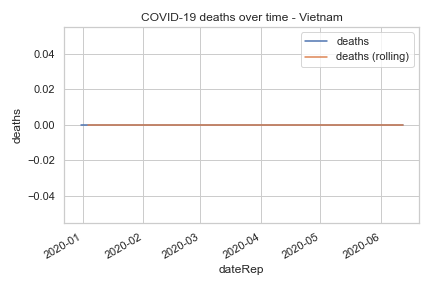 COVID-19 deaths over time - Vietnam
deaths
deaths (rolling)
0.04
0.02
0.00
−0.02
−0.04
deaths
2020-01
2020-02
2020-03
2020-04
2020-05
2020-06
dateRep